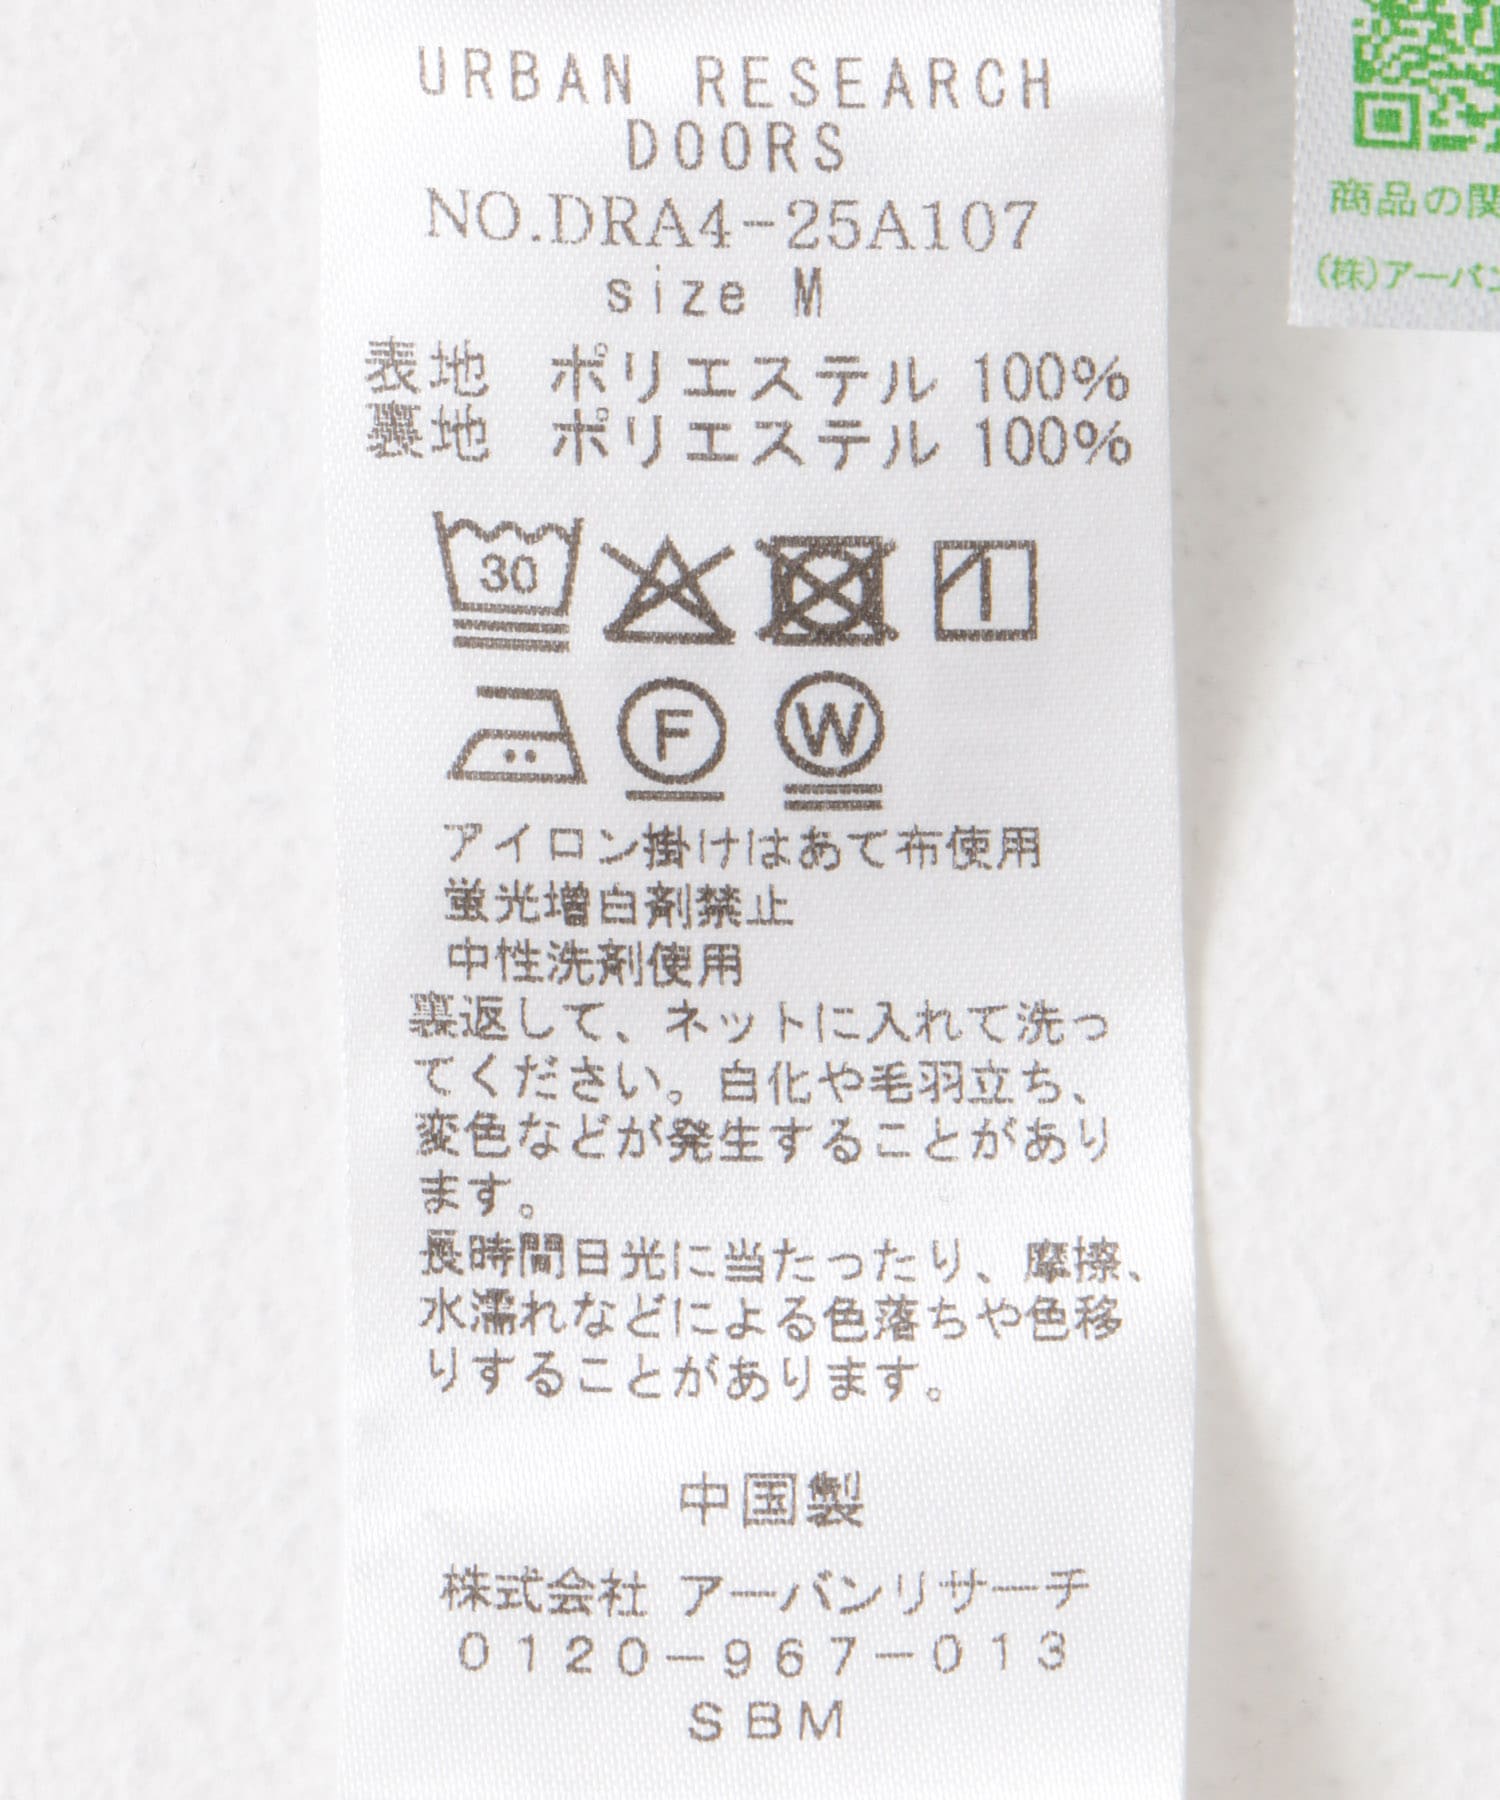 URBAN RESEARCH
DOORS
NO.DRA4-25A107
size M
表地 ポリエステル 100%
裏地 ポリエステル 100%
30
F
W
アイロン掛けはあて布使用
蛍光増白剤禁止
中性洗剤使用
裏返して、ネットに入れて洗っ
てください。白化や毛羽立ち、
変色などが発生することがあり
ます。
長時間日光に当たったり、摩擦、
水濡れなどによる色落ちや色移
りすることがあります。
中国製
株式会社 アーバンリサーチ
0120-967-013
SBM
商品の関
(株)アーバン